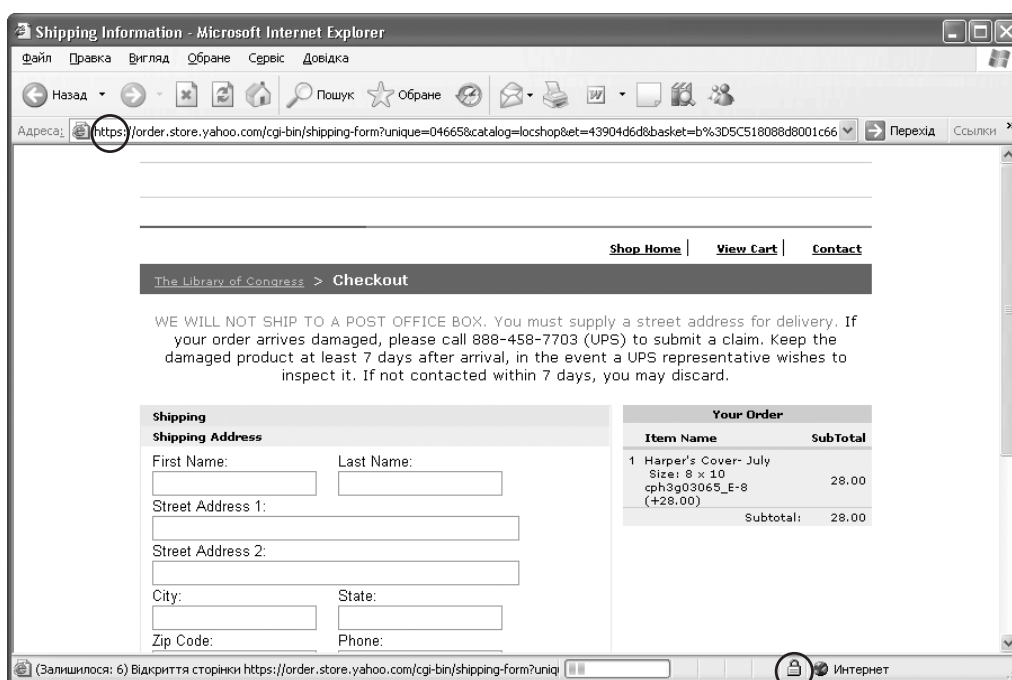 Shipping Information - Microsoft Internet Explorer
Файл Правка Вигляд Обране Сервіс Довідка
Назад Пошук Обране
Адреса: https://order.store.yahoo.com/cgi-bin/shipping-form?unique=04665&catalog=locshop&et=43904d6d&basket=b%3D5C518088d8001c66 Перехід Ссылки »
Shop Home | View Cart | Contact
The Library of Congress > Checkout
WE WILL NOT SHIP TO A POST OFFICE BOX. You must supply a street address for delivery. If
your order arrives damaged, please call 888-458-7703 (UPS) to submit a claim. Keep the
damaged product at least 7 days after arrival, in the event a UPS representative wishes to
inspect it. If not contacted within 7 days, you may discard.
Shipping
Shipping Address
First Name: Last Name:
Street Address 1:
Street Address 2:
City: State:
Zip Code: Phone:
Your Order
Item Name SubTotal
1 Harper's Cover- July
Size: 8 x 10
cph3g03065_E-8
(+28.00)
28.00
Subtotal: 28.00
(Залишилося: 6) Відкриття сторінки https://order.store.yahoo.com/cgi-bin/shipping-form?uniq Интернет